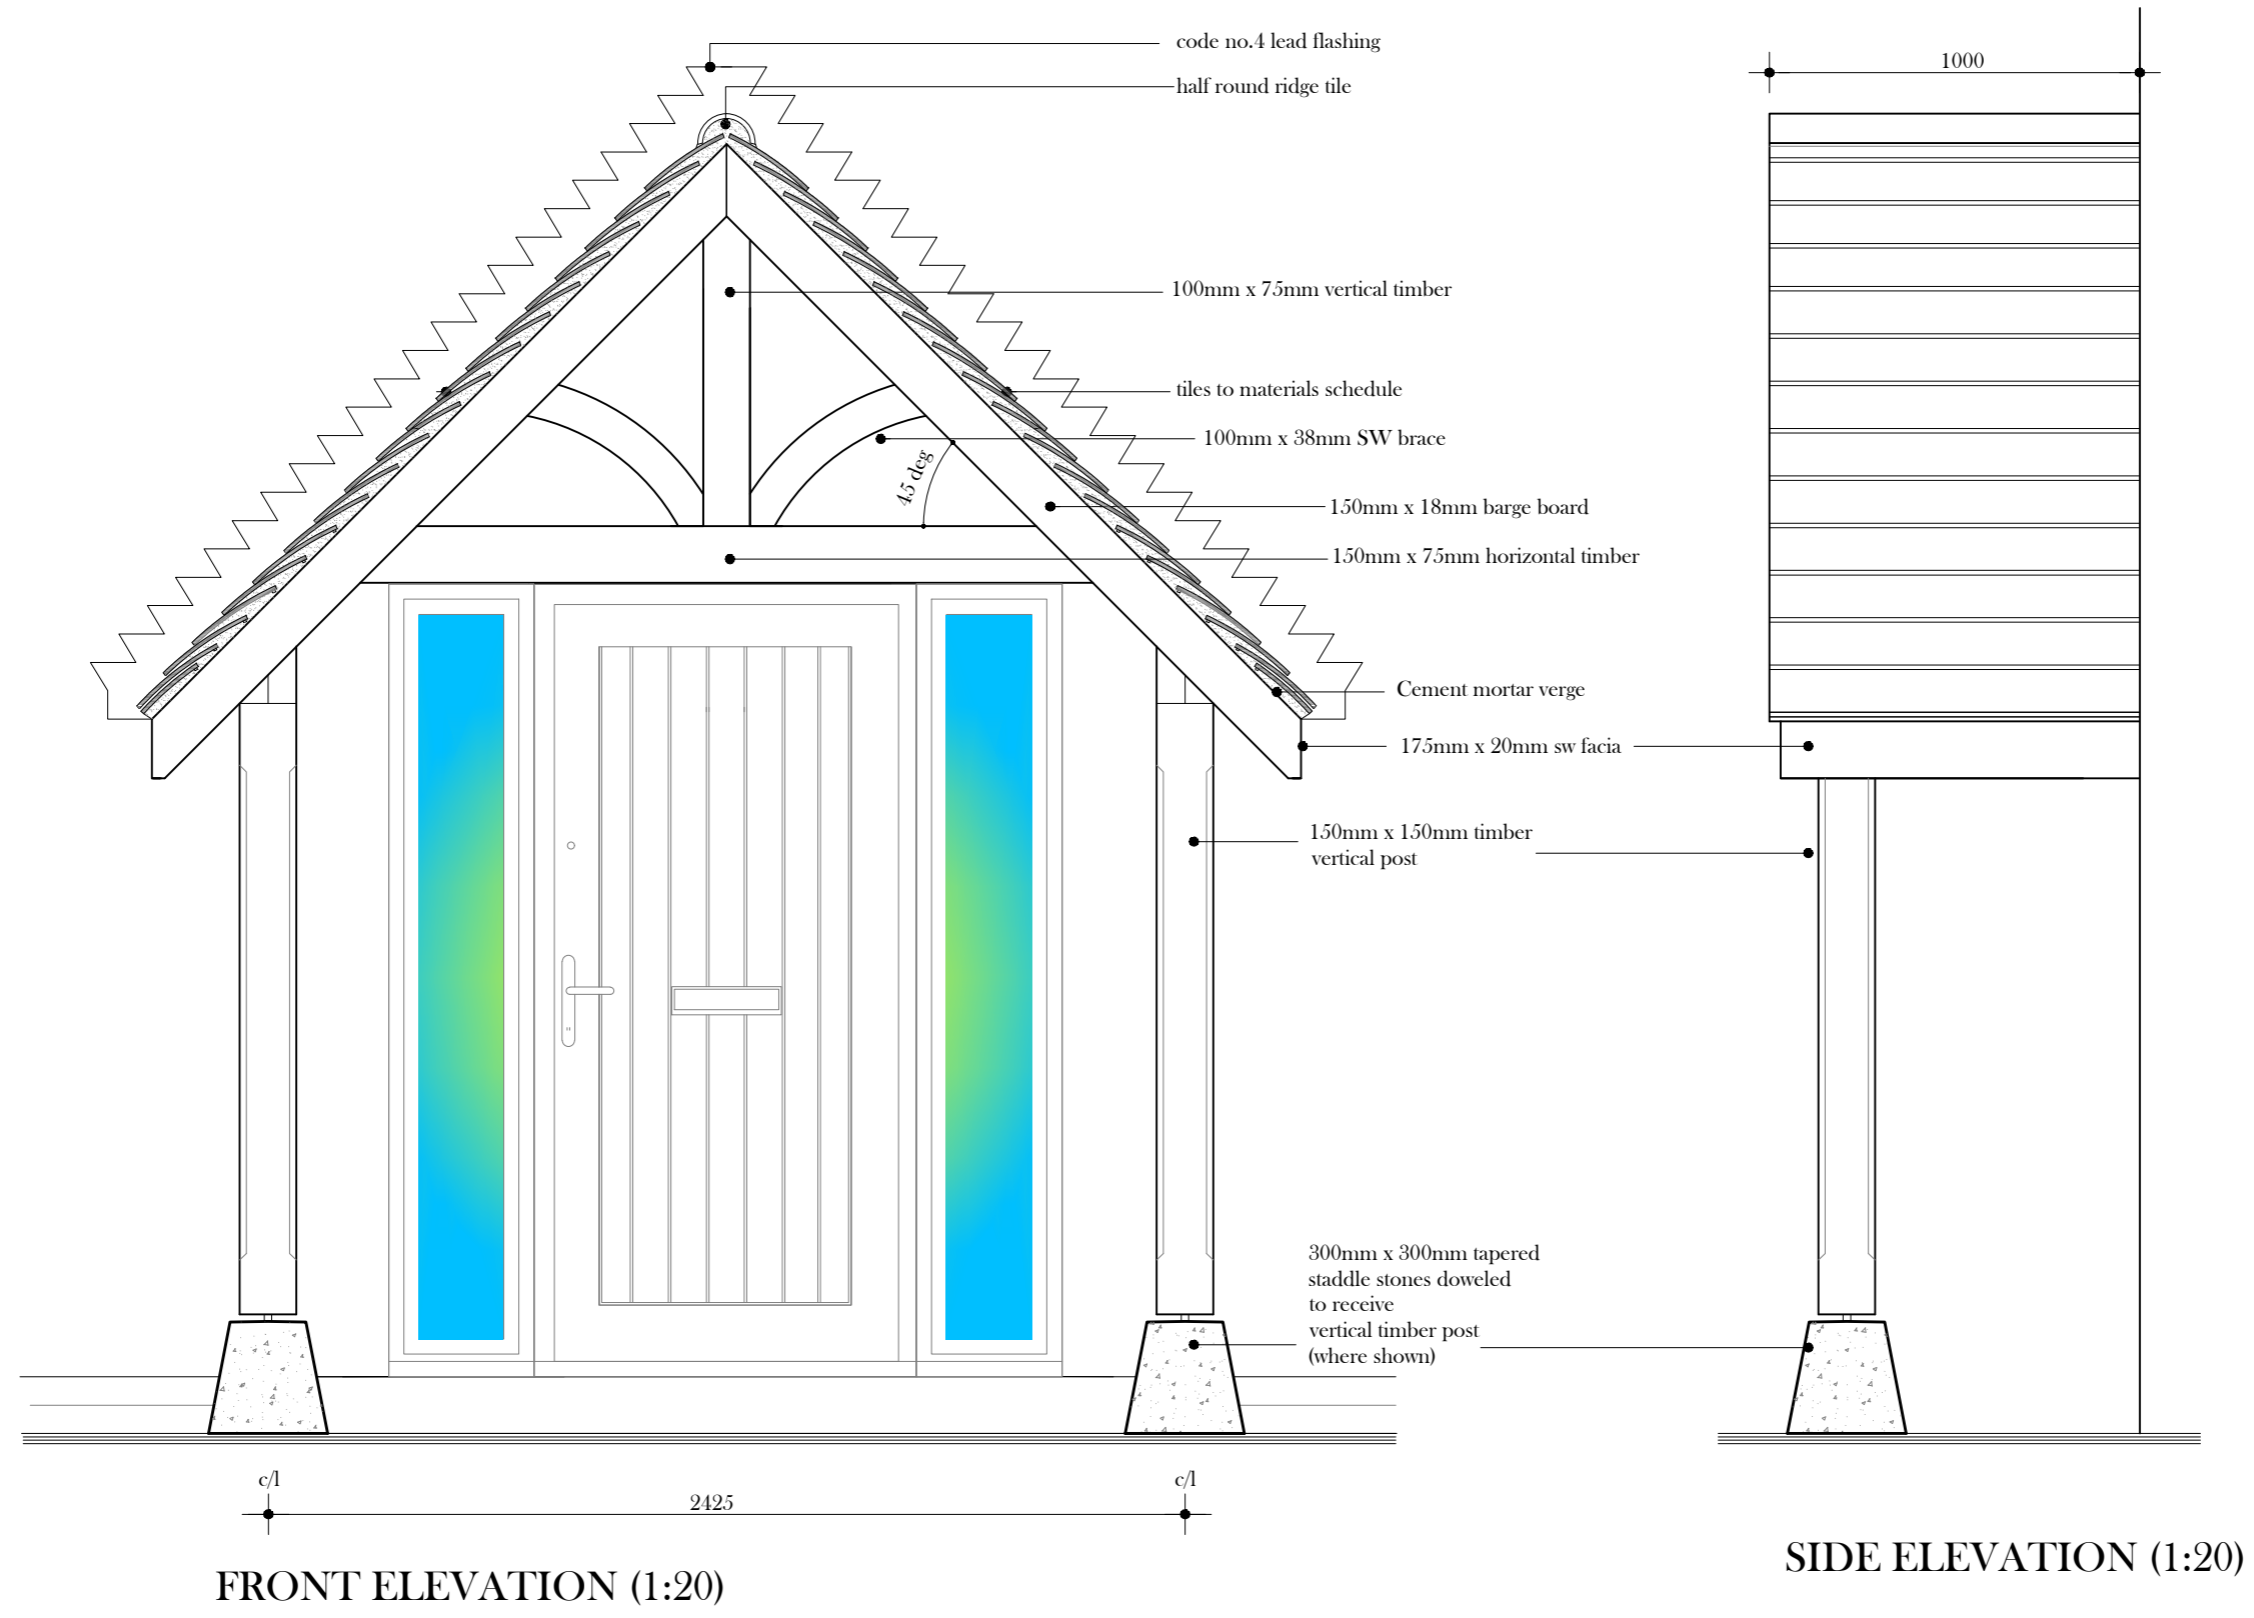 code no.4 lead flashing
1000
half round ridge tile
100mm x 75mm vertical timber
tiles to materials schedule
100mm x 38mm SW brace
45 deg
150mm x 18mm barge board
150mm x 75mm horizontal timber
Cement mortar verge
175mm x 20mm sw facia
150mm x 150mm timber
vertical post
300mm x 300mm tapered
staddle stones doweled
to receive
vertical timber post
(where shown)
c/l
c/l
2425
FRONT ELEVATION (1:20)
SIDE ELEVATION (1:20)